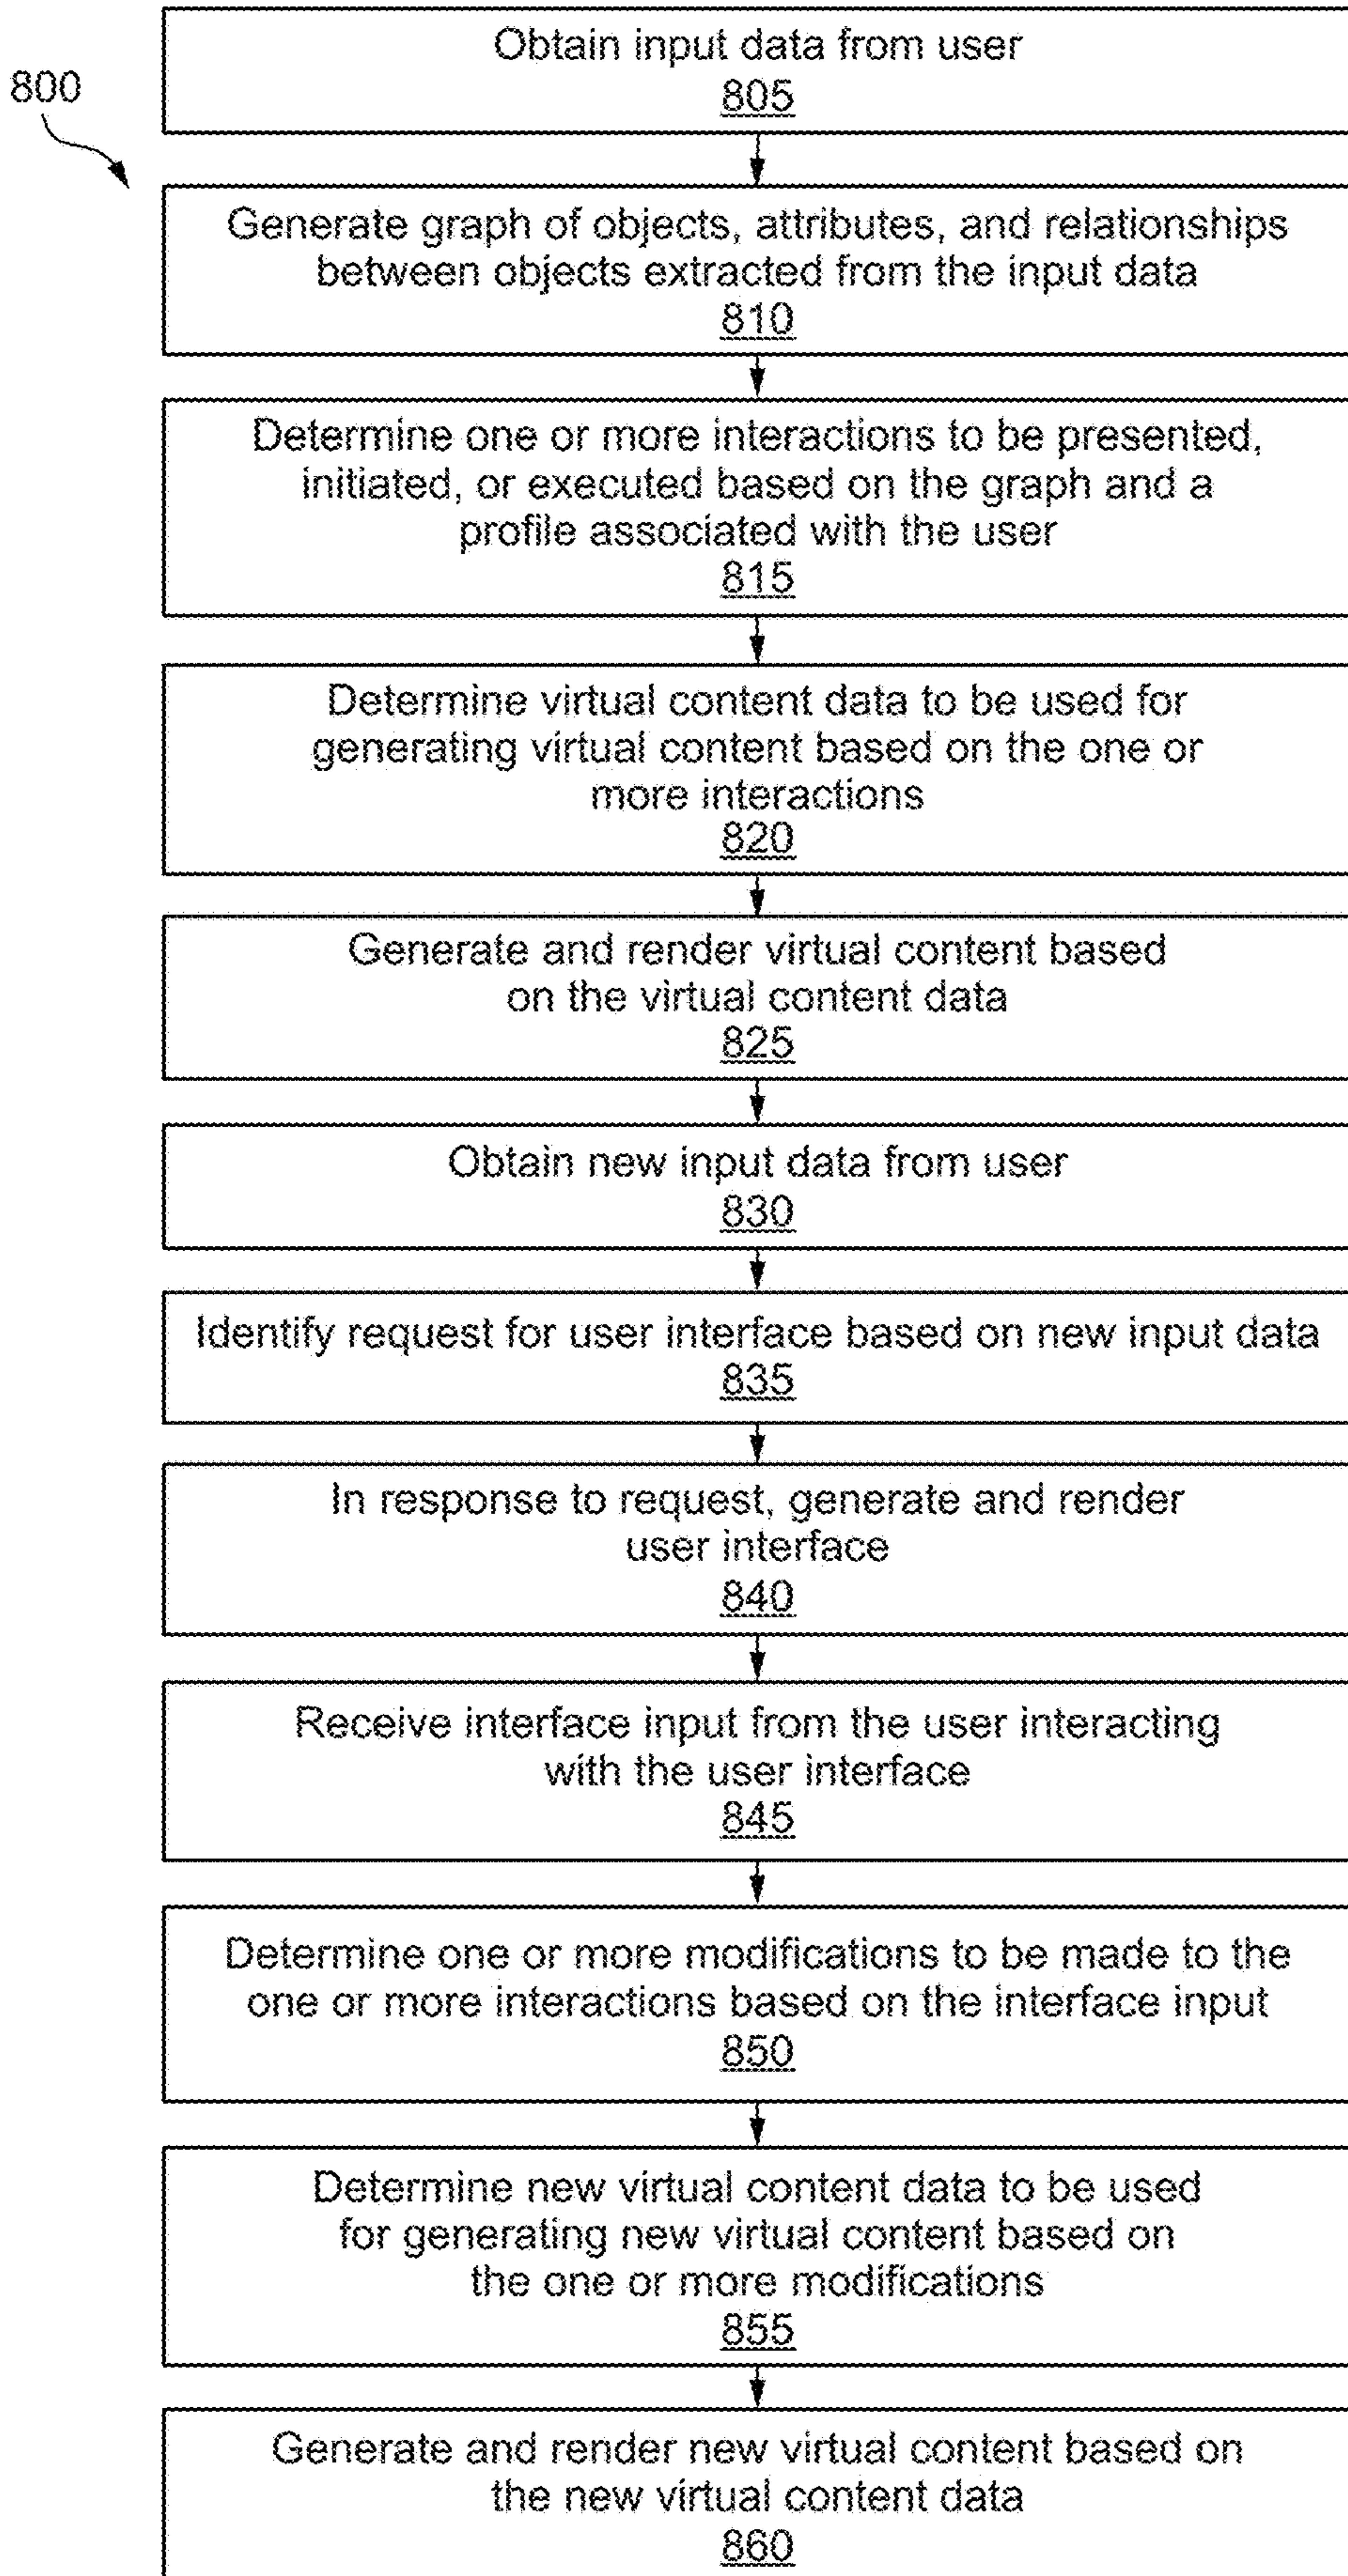 Obtain input data from user
805
800
Generate graph of objects, attributes, and relationships
between objects extracted from the input data
810
Determine one or more interactions to be presented,
initiated, or executed based on the graph and a
profile associated with the user
815
Determine virtual content data to be used for
generating virtual content based on the one or
more interactions
820
Generate and render virtual content based
on the virtual content data
825
Obtain new input data from user
830
Identify request for user interface based on new input data
835
In response to request, generate and render
user interface
840
Receive interface input from the user interacting
with the user interface
845
Determine one or more modifications to be made to the
one or more interactions based on the interface input
850
Determine new virtual content data to be used
for generating new virtual content based on
the one or more modifications
855
Generate and render new virtual content based on
the new virtual content data
860